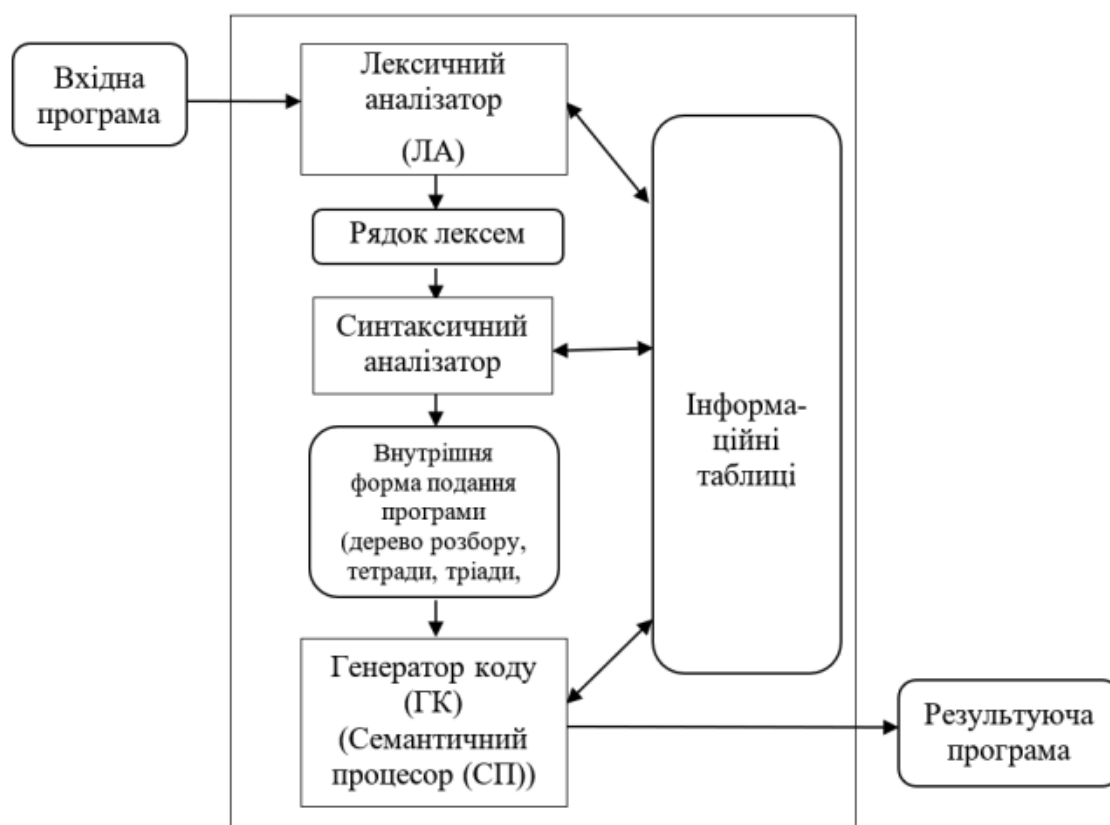 Вхідна
програма
Лексичний
аналізатор
(ЛА)
Рядок лексем
Синтаксичний
аналізатор
Внутрішня
форма подання
програми
(дерево розбору,
тетради, тріади,
Генератор коду
(ГК)
(Семантичний
процесор (СП))
Інформа-
ційні
таблиці
Результуюча
програма